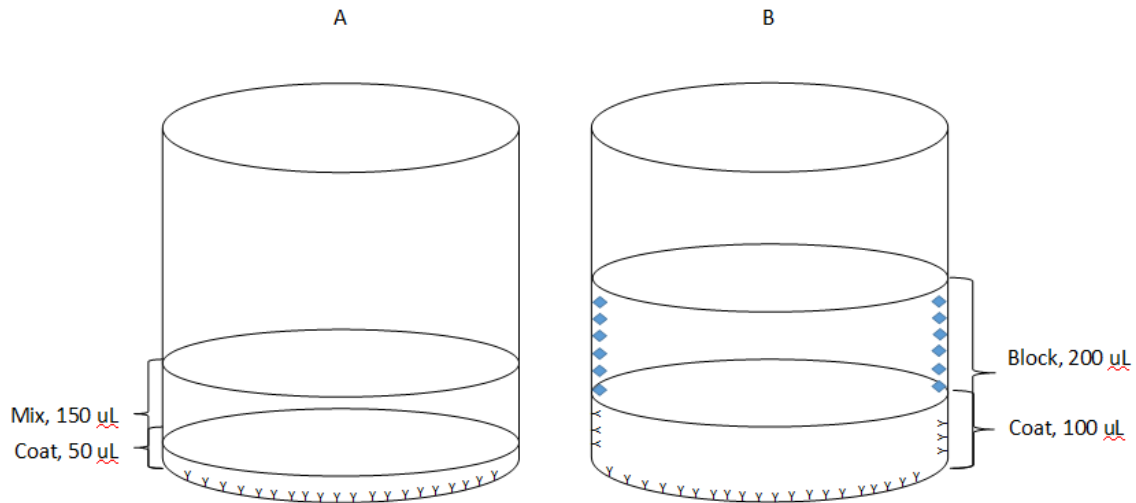 A
B
Mix, 150 uL
Coat, 50 uL
Block, 200 uL
Coat, 100 uL